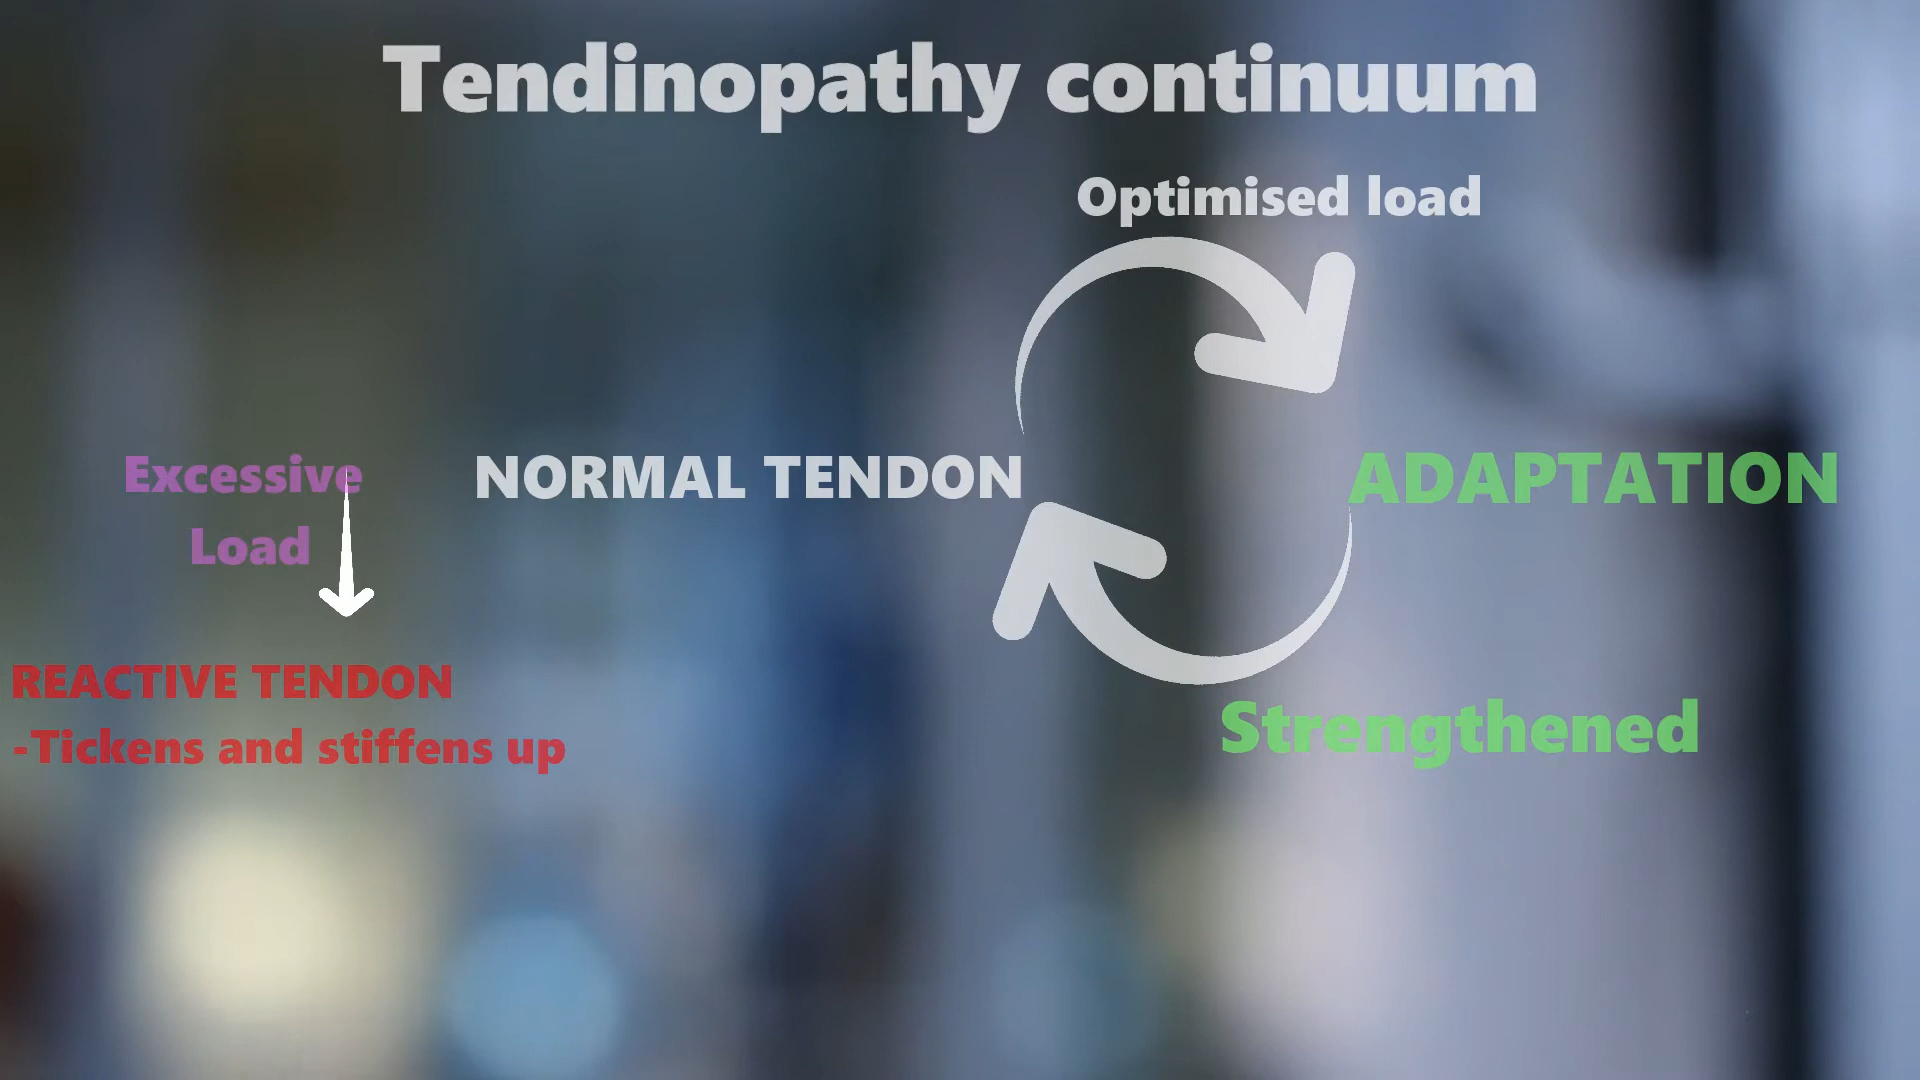 Tendinopathy continuum
Optimised load
Excessive
Load
NORMAL TENDON
ADAPTATION
REACTIVE TENDON
-Tickens and stiffens up
Strengthened